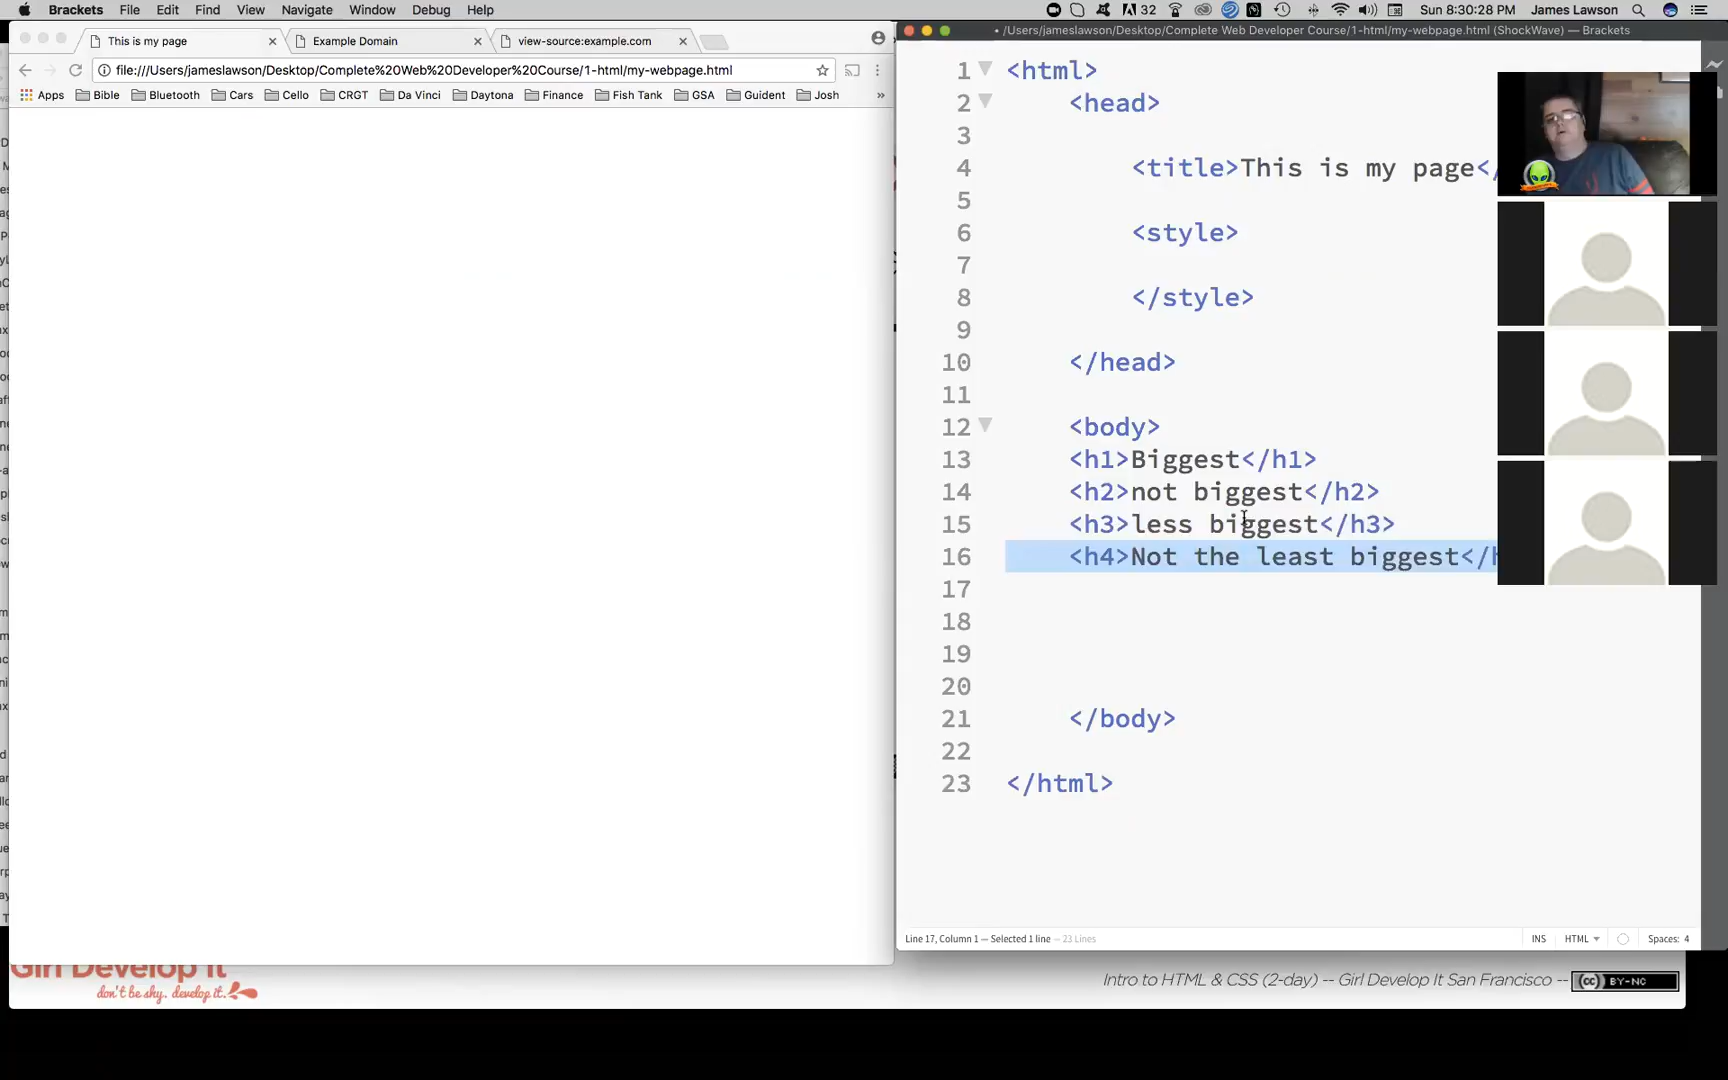 Brackets File Edit Find View Navigate Window Debug Help
32 Sun 8:30:28 PM James Lawson
This is my page
Example Domain
view-source:example.com
file:///Users/jameslawson/Desktop/Complete%20Web%20Developer%20Course/1-html/my-webpage.html
Apps Bible Bluetooth Cars Cello CRGT Da Vinci Daytona Finance Fish Tank GSA Guident Josh »
• /Users/jameslawson/Desktop/Complete Web Developer Course/1-html/my-webpage.html (ShockWave) — Brackets
1 <html>
2 <head>
3
4 <title>This is my page</
5
6 <style>
7
8 </style>
9
10 </head>
11
12 <body>
13 <h1>Biggest</h1>
14 <h2>not biggest</h2>
15 <h3>less biggest</h3>
16 <h4>Not the least biggest</h
17
18
19
20
21 </body>
22
23 </html>
Line 17, Column 1 — Selected 1 line — 23 Lines
INS HTML Spaces: 4
Girl Develop It
don't be shy. develop it.
Intro to HTML & CSS (2-day) -- Girl Develop It San Francisco --
cc BY-NC